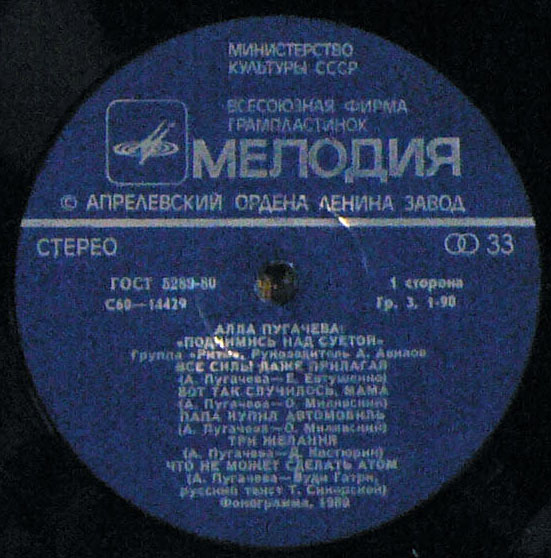 МИНИСТЕРСТВО
КУЛЬТУРЫ СССР
ВСЕСОЮЗНАЯ ФИРМА
ГРАМПЛАСТИНОК
МЕЛОДИЯ
© АПРЕЛЕВСКИЙ ОРДЕНА ЛЕНИНА ЗАВОД
СТЕРЕО 33
ГОСТ 5289-80 1 сторона
С60—14429 Гр. 3. 1-90
АЛЛА ПУГАЧЕВА:
«ПОДНИМИСЬ НАД СУЕТОЙ»
Группа «Ритм». Руководитель А. Авилов
ВСЕ СИЛЫ ДАЖЕ ПРИЛАГАЯ
(А. Пугачева—Е. Евтушенко)
ВОТ ТАК СЛУЧИЛОСЬ, МАМА
(А. Пугачева—О. Милявский)
ПАПА КУПИЛ АВТОМОБИЛЬ
(А. Пугачева—О. Милявский)
ТРИ ЖЕЛАНИЯ
(А. Пугачева—Д. Костюрин)
ЧТО НЕ МОЖЕТ СДЕЛАТЬ АТОМ
(А. Пугачева—Вуди Гатри,
русский текст Т. Сикорской)
Фонограмма, 1980